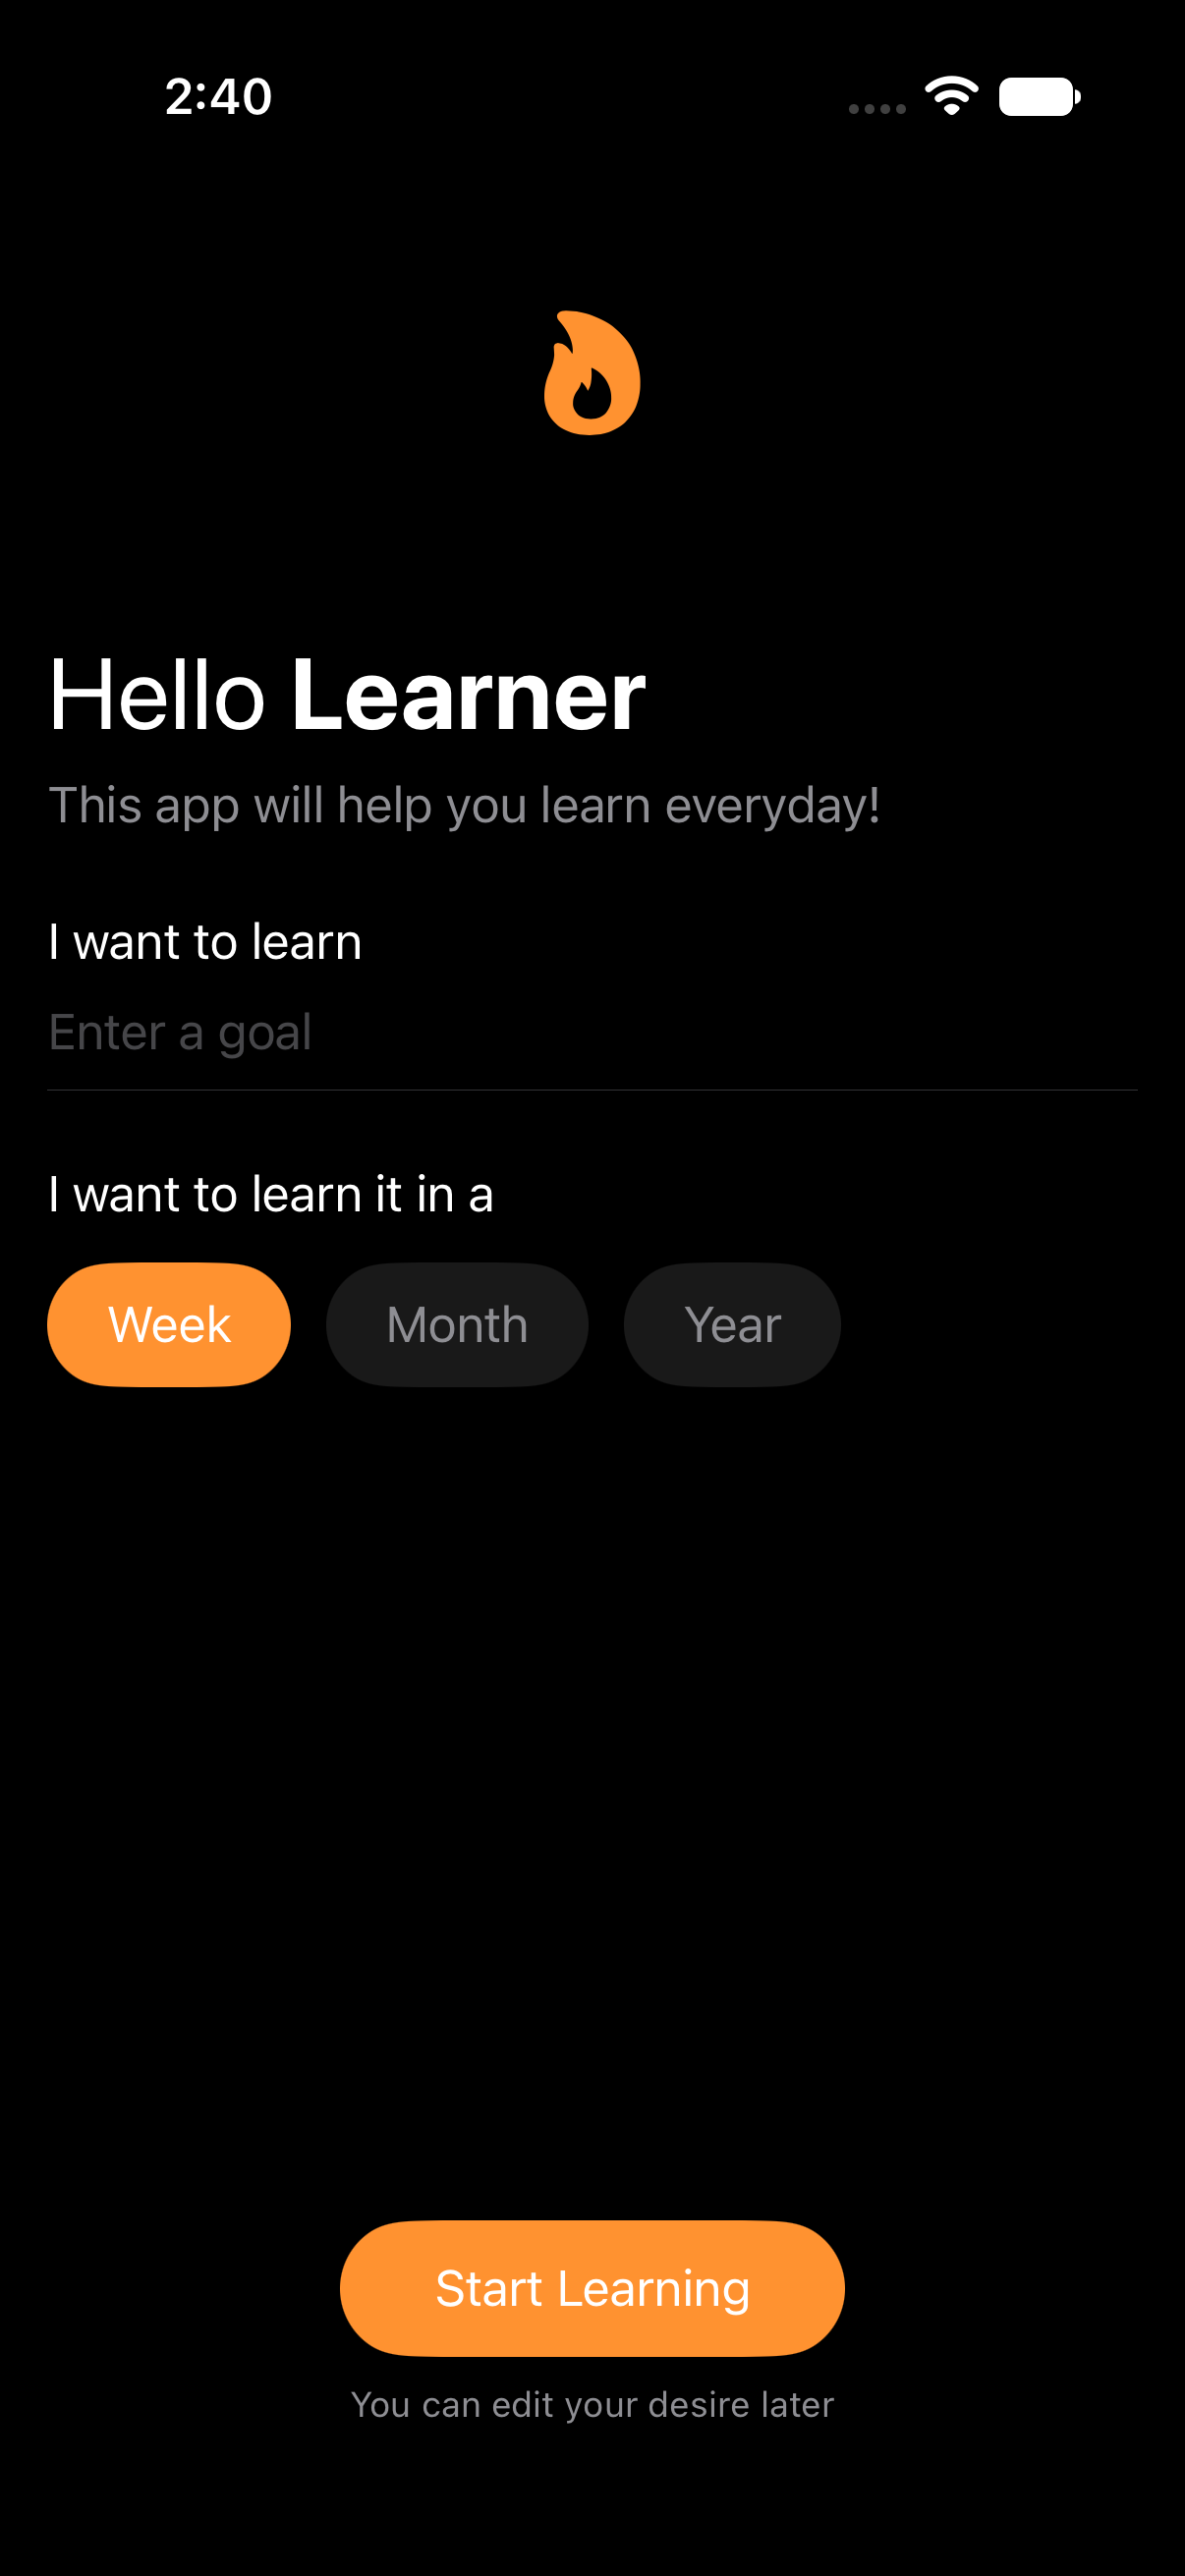 2:40
Hello Learner
This app will help you learn everyday!
I want to learn
Enter a goal
I want to learn it in a
Week Month Year
Start Learning
You can edit your desire later